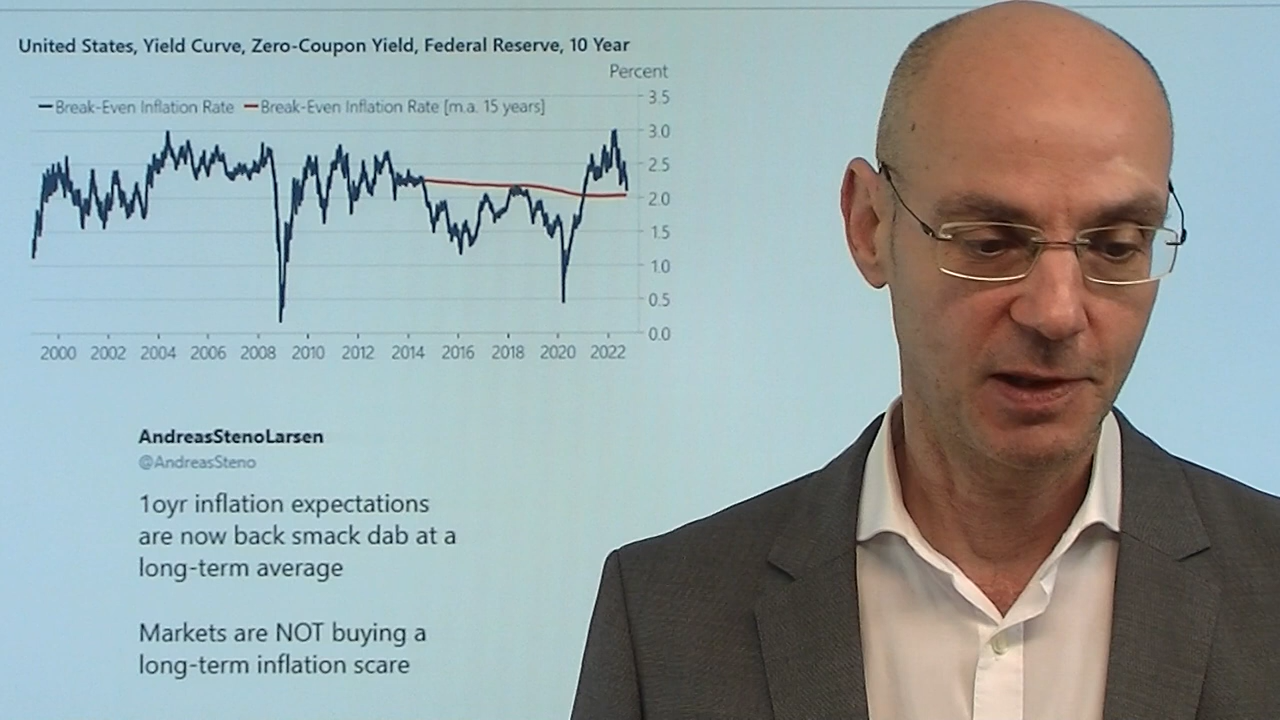 United States, Yield Curve, Zero-Coupon Yield, Federal Reserve, 10 Year
Percent
Break-Even Inflation Rate Break-Even Inflation Rate [m.a. 15 years]
3.5
3.0
2.5
2.0
1.5
1.0
0.5
0.0
2000 2002 2004 2006 2008 2010 2012 2014 2016 2018 2020 2022
AndreasStenoLarsen
@AndreasSteno
1oyr inflation expectations
are now back smack dab at a
long-term average
Markets are NOT buying a
long-term inflation scare